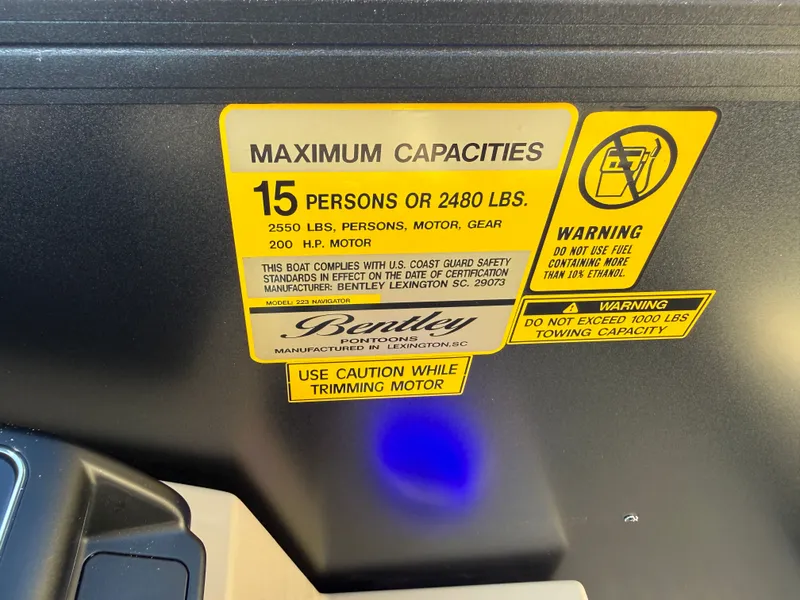 MAXIMUM CAPACITIES
15 PERSONS OR 2480 LBS.
2550 LBS, PERSONS, MOTOR, GEAR
200 H.P. MOTOR
THIS BOAT COMPLIES WITH U.S. COAST GUARD SAFETY
STANDARDS IN EFFECT ON THE DATE OF CERTIFICATION
MANUFACTURER: BENTLEY LEXINGTON SC. 29073
MODEL: 223 NAVIGATOR
Bentley
PONTOONS
MANUFACTURED IN LEXINGTON,SC
USE CAUTION WHILE
TRIMMING MOTOR
WARNING
DO NOT USE FUEL
CONTAINING MORE
THAN 10% ETHANOL.
WARNING
DO NOT EXCEED 1000 LBS
TOWING CAPACITY